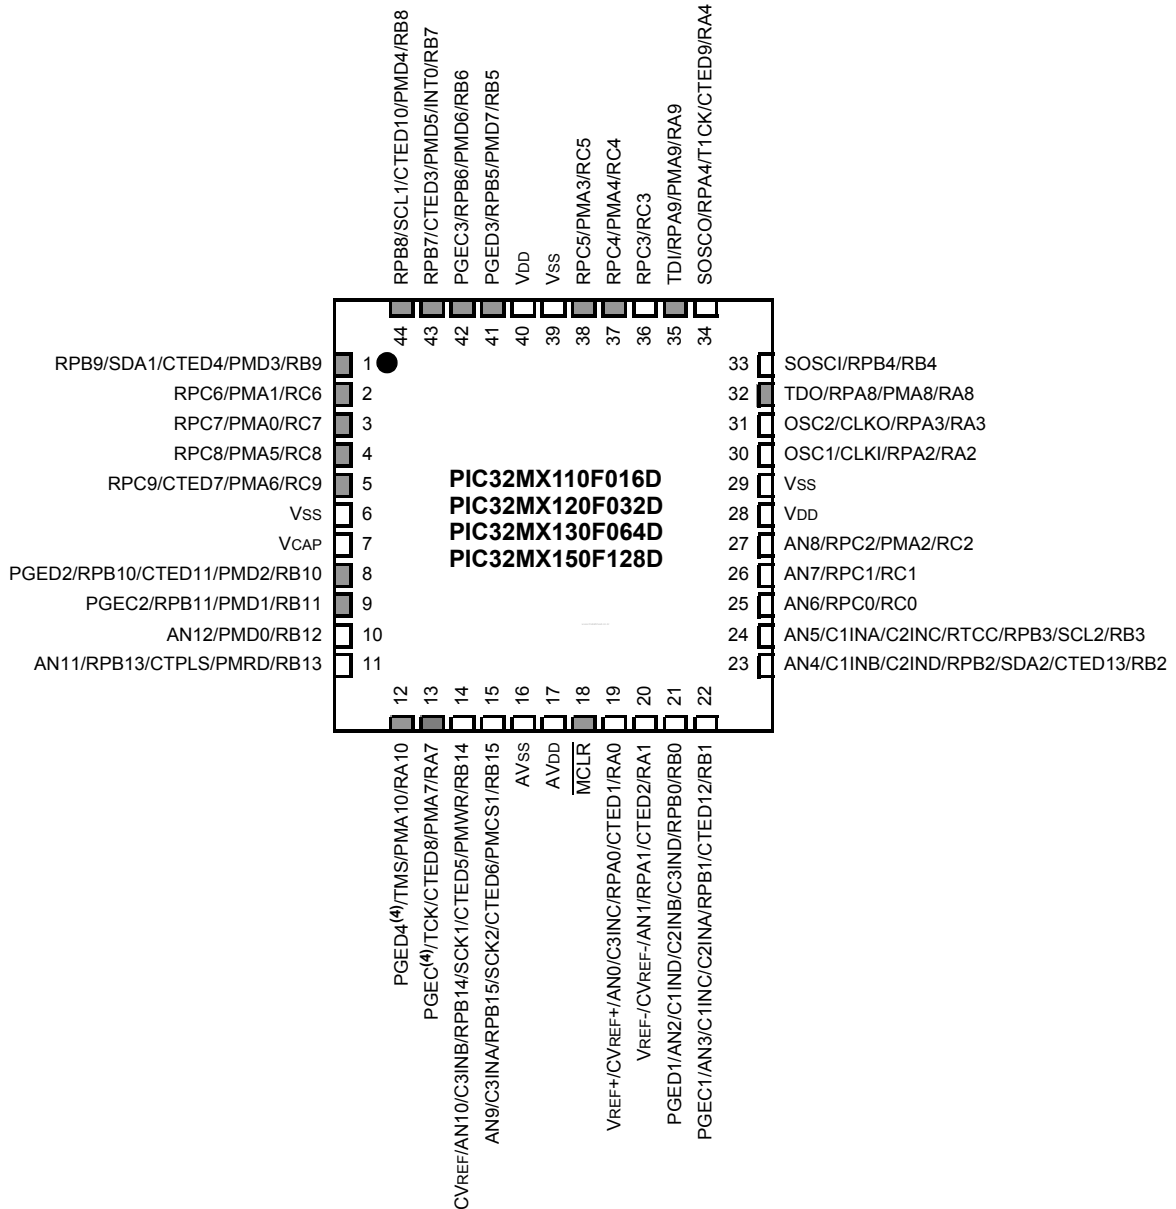 RPB8/SCL1/CTED10/PMD4/RB8
RPB7/CTED3/PMD5/INT0/RB7
PGEC3/RPB6/PMD6/RB6
PGED3/RPB5/PMD7/RB5
VDD
VSS
RPC5/PMA3/RC5
RPC4/PMA4/RC4
RPC3/RC3
TDI/RPA9/PMA9/RA9
SOSCO/RPA4/T1CK/CTED9/RA4
44
43
42
41
40
39
38
37
36
35
34
RPB9/SDA1/CTED4/PMD3/RB9 1
RPC6/PMA1/RC6 2
RPC7/PMA0/RC7 3
RPC8/PMA5/RC8 4
RPC9/CTED7/PMA6/RC9 5
VSS 6
VCAP 7
PGED2/RPB10/CTED11/PMD2/RB10 8
PGEC2/RPB11/PMD1/RB11 9
AN12/PMD0/RB12 10
AN11/RPB13/CTPLS/PMRD/RB13 11
PIC32MX110F016D
PIC32MX120F032D
PIC32MX130F064D
PIC32MX150F128D
33 SOSCI/RPB4/RB4
32 TDO/RPA8/PMA8/RA8
31 OSC2/CLKO/RPA3/RA3
30 OSC1/CLKI/RPA2/RA2
29 VSS
28 VDD
27 AN8/RPC2/PMA2/RC2
26 AN7/RPC1/RC1
25 AN6/RPC0/RC0
24 AN5/C1INA/C2INC/RTCC/RPB3/SCL2/RB3
23 AN4/C1INB/C2IND/RPB2/SDA2/CTED13/RB2
12
13
14
15
16
17
18
19
20
21
22
PGED4(4)/TMS/PMA10/RA10
PGEC(4)/TCK/CTED8/PMA7/RA7
CVREF/AN10/C3INB/RPB14/SCK1/CTED5/PMWR/RB14
AN9/C3INA/RPB15/SCK2/CTED6/PMCS1/RB15
AVSS
AVDD
MCLR
VREF+/CVREF+/AN0/C3INC/RPA0/CTED1/RA0
VREF-/CVREF-/AN1/RPA1/CTED2/RA1
PGED1/AN2/C1IND/C2INB/C3IND/RPB0/RB0
PGEC1/AN3/C1INC/C2INA/RPB1/CTED12/RB1